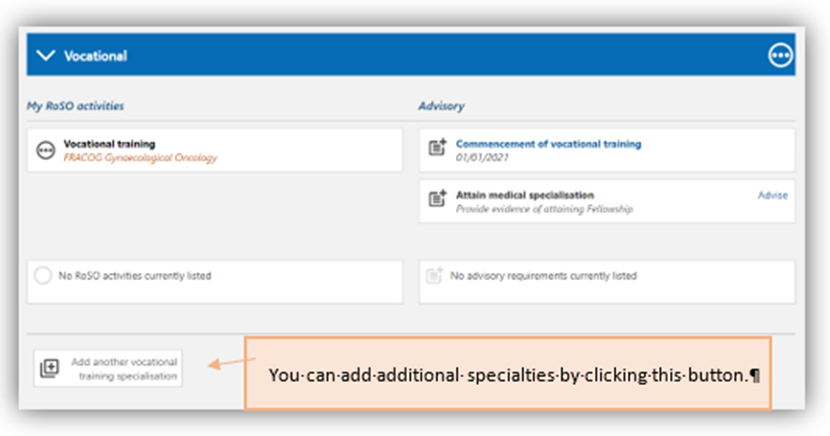 Vocational
My RoSO activities
Advisory
Vocational training
FRACOG Gynaecological Oncology
Commencement of vocational training
01/01/2021
Attain medical specialisation
Advise
Provide evidence of attaining Fellowship
No RoSO activities currently listed
No advisory requirements currently listed
Add another vocational
training specialisation
You·can·add·additional·specialties·by·clicking·this·button.¶